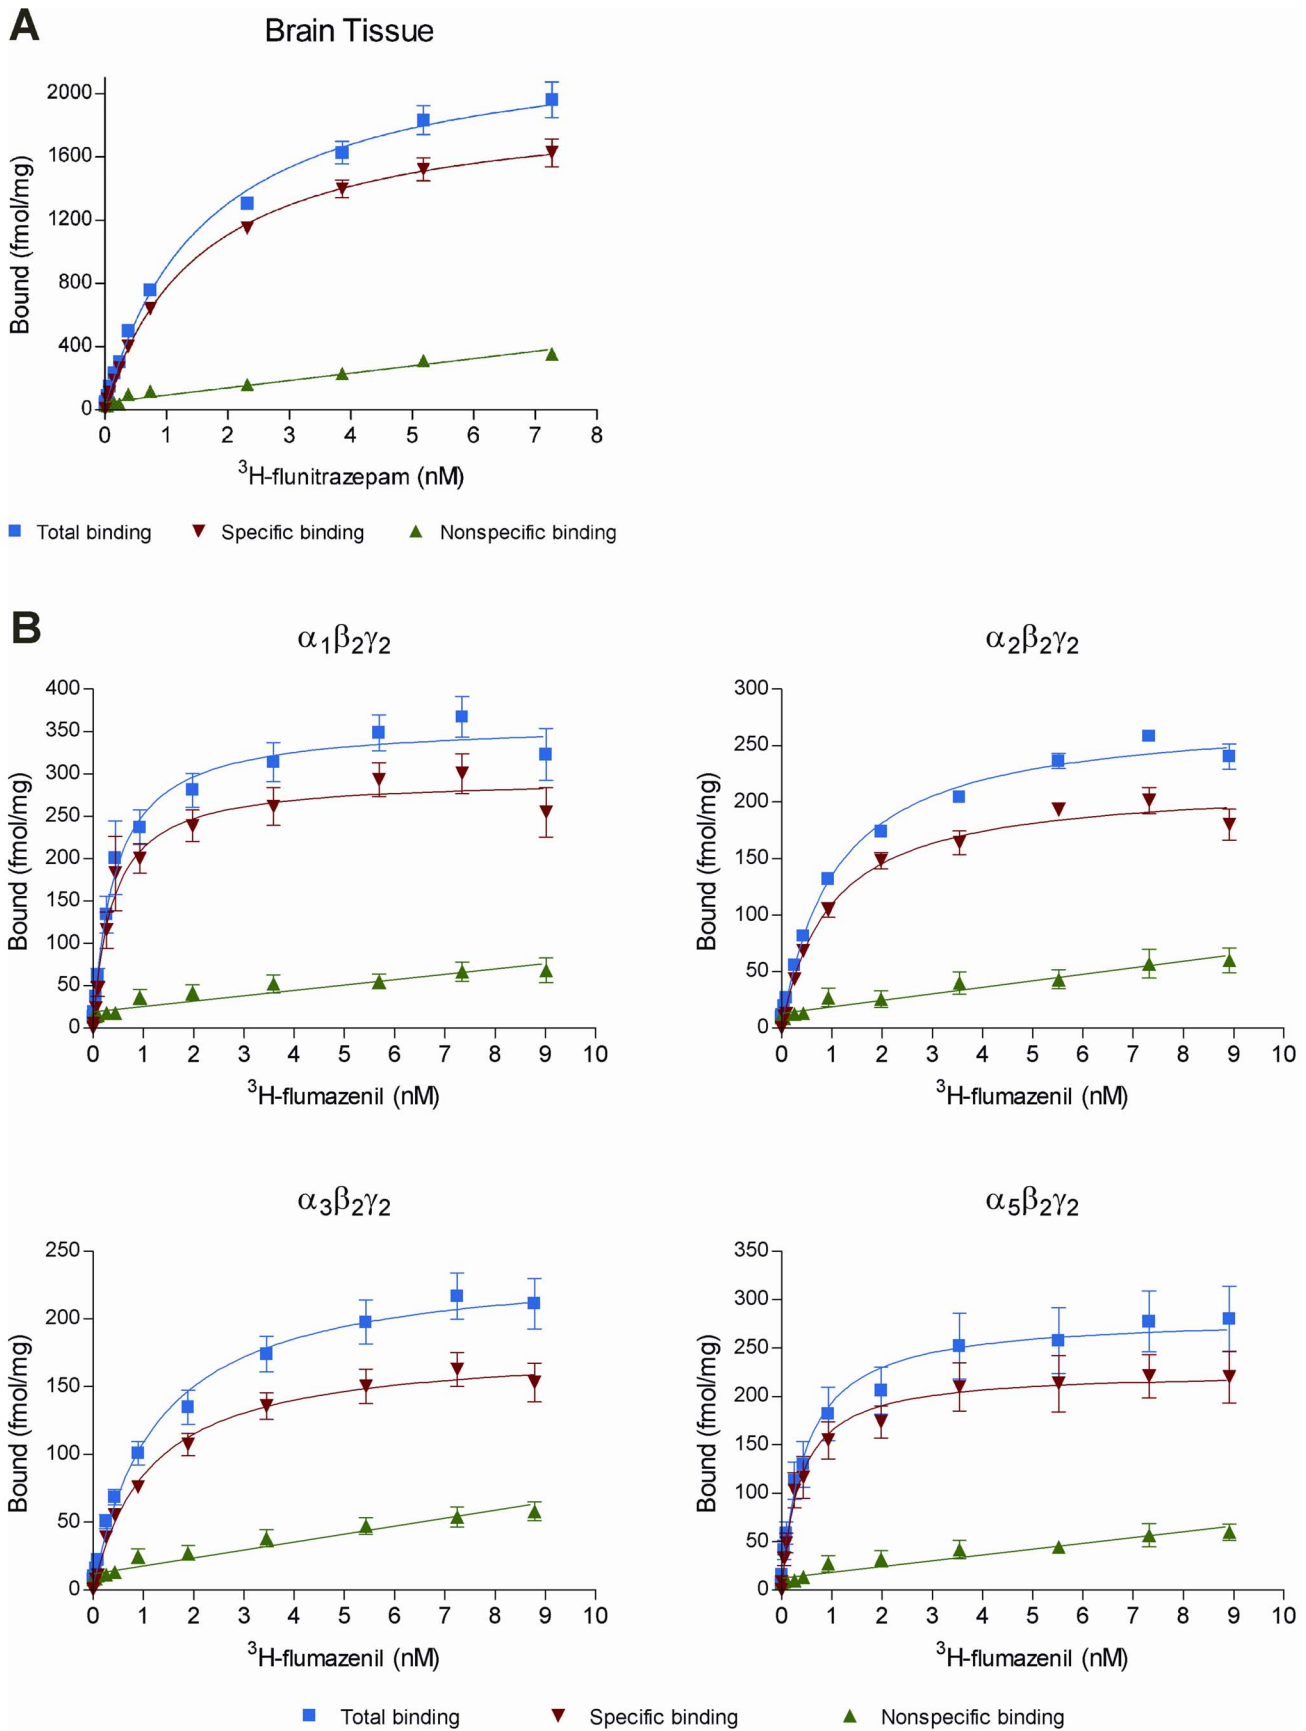 A
Brain Tissue
2000
1600
1200
800
400
0
Bound (fmol/mg)
0 1 2 3 4 5 6 7 8
³H-flunitrazepam (nM)
Total binding Specific binding Nonspecific binding
B
α₁β₂γ₂
400
350
300
250
200
150
100
50
0
Bound (fmol/mg)
0 1 2 3 4 5 6 7 8 9 10
³H-flumazenil (nM)
α₂β₂γ₂
300
250
200
150
100
50
0
Bound (fmol/mg)
0 1 2 3 4 5 6 7 8 9 10
³H-flumazenil (nM)
α₃β₂γ₂
250
200
150
100
50
0
Bound (fmol/mg)
0 1 2 3 4 5 6 7 8 9 10
³H-flumazenil (nM)
α₅β₂γ₂
350
300
250
200
150
100
50
0
Bound (fmol/mg)
0 1 2 3 4 5 6 7 8 9 10
³H-flumazenil (nM)
Total binding Specific binding Nonspecific binding